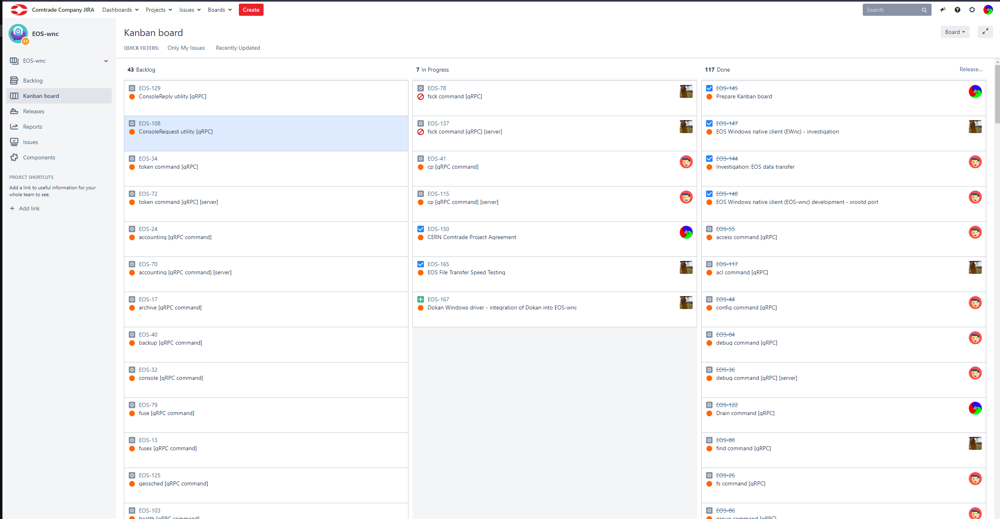 Comtrade Company JIRA Dashboards Projects Issues Boards Create Search
EOS-wnc
EOS-wnc
Backlog
Kanban board
Releases
Reports
Issues
Components
PROJECT SHORTCUTS
Add a link to useful information for your
whole team to see.
+ Add link
Kanban board
Board
QUICK FILTERS: Only My Issues Recently Updated
43 Backlog
EOS-129
ConsoleReply utility [gRPC]
EOS-108
ConsoleRequest utility [gRPC]
EOS-34
token command [gRPC]
EOS-72
token command [gRPC] [server]
EOS-24
accounting [gRPC command]
EOS-70
accounting [gRPC command] [server]
EOS-17
archive [gRPC command]
EOS-40
backup [gRPC command]
EOS-32
console [gRPC command]
EOS-79
fuse [gRPC command]
EOS-13
fusex [gRPC command]
EOS-125
geosched [gRPC command]
EOS-103
health [gRPC command]
7 In Progress
EOS-78
fsck command [gRPC]
EOS-137
fsck command [gRPC] [server]
EOS-41
cp [gRPC command]
EOS-115
cp [gRPC command] [server]
EOS-150
CERN Comtrade Project Agreement
EOS-165
EOS File Transfer Speed Testing
EOS-167
Dokan Windows driver - integration of Dokan into EOS-wnc
117 Done
Release...
EOS-145
Prepare Kanban board
EOS-147
EOS Windows native client (EWnc) - investigation
EOS-144
Investigation: EOS data transfer
EOS-148
EOS Windows native client (EOS-wnc) development - xrootd port
EOS-55
access command [gRPC]
EOS-117
acl command [gRPC]
EOS-44
config command [gRPC]
EOS-84
debug command [gRPC]
EOS-36
debug command [gRPC] [server]
EOS-122
Drain command [gRPC]
EOS-80
find command [gRPC]
EOS-26
fs command [gRPC]
EOS-86
group command [gRPC]